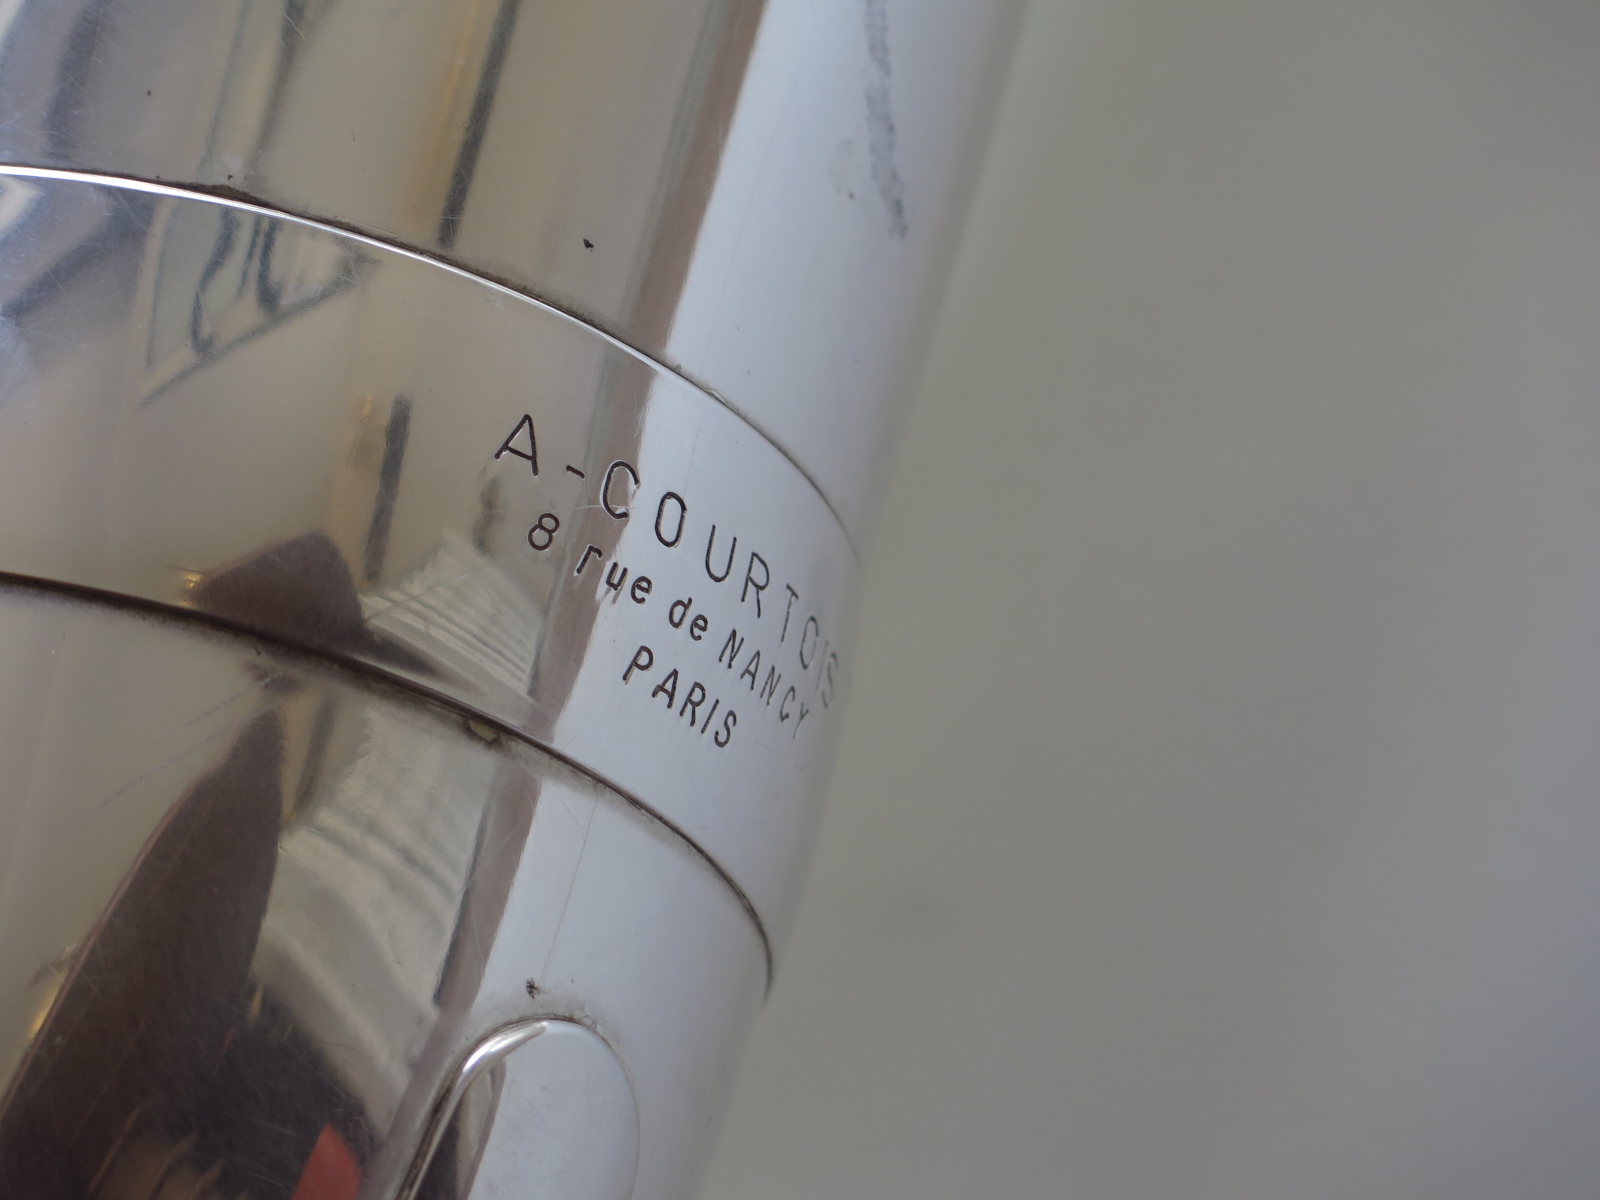 A-COURTOIS
8 rue de NANCY
PARIS